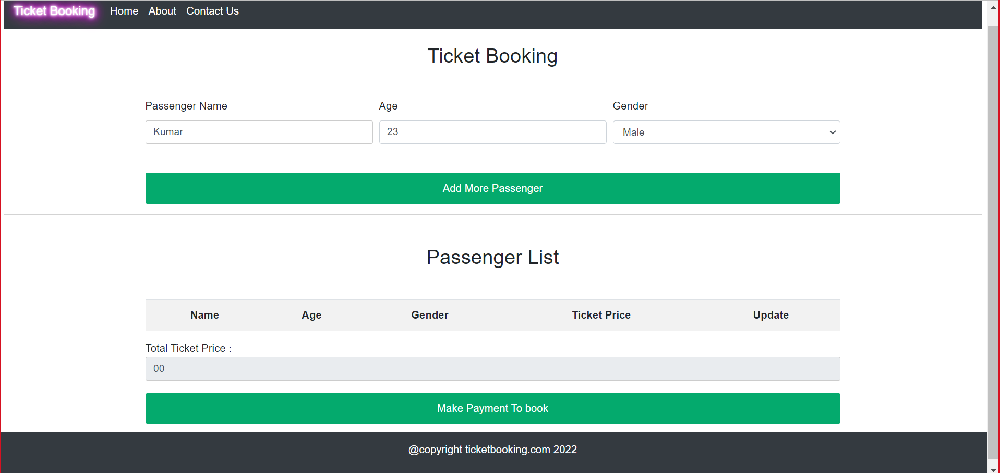 Ticket Booking Home About Contact Us
Ticket Booking
Passenger Name Age Gender
Kumar 23 Male
Add More Passenger
Passenger List
Name Age Gender Ticket Price Update
Total Ticket Price :
00
Make Payment To book
@copyright ticketbooking.com 2022